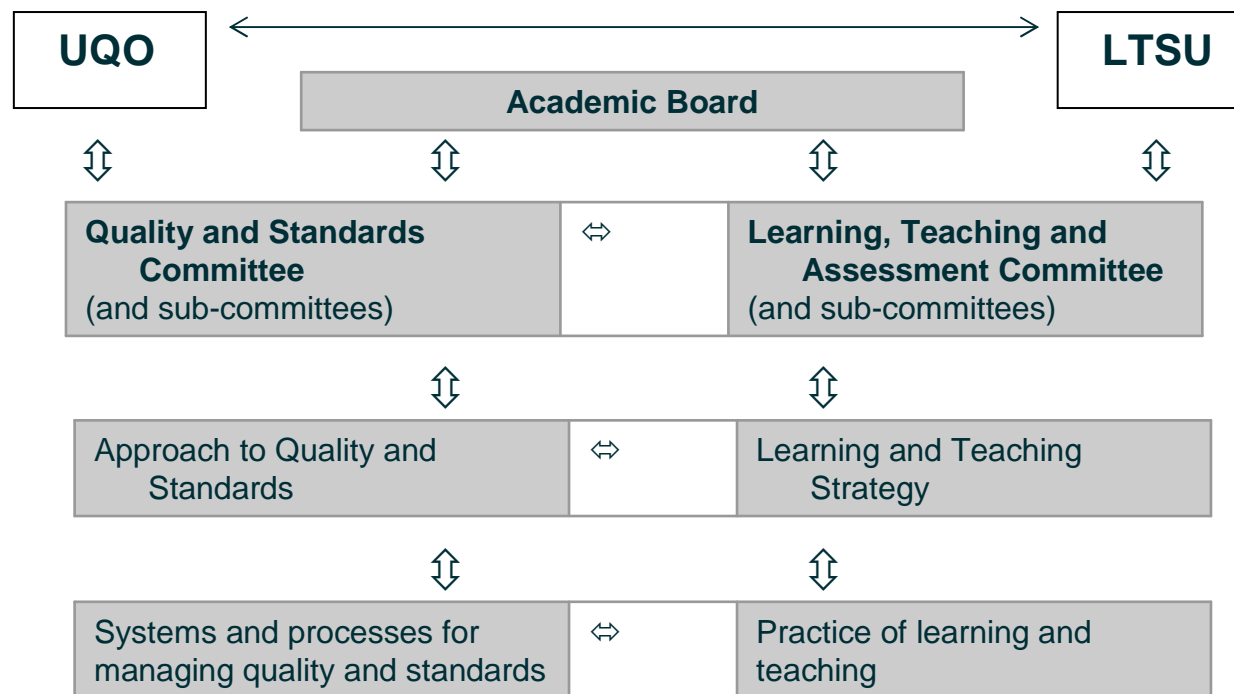 UQO
LTSU
Academic Board
Quality and Standards
Committee
(and sub-committees)
Learning, Teaching and
Assessment Committee
(and sub-committees)
Approach to Quality and
Standards
Learning and Teaching
Strategy
Systems and processes for
managing quality and standards
Practice of learning and
teaching